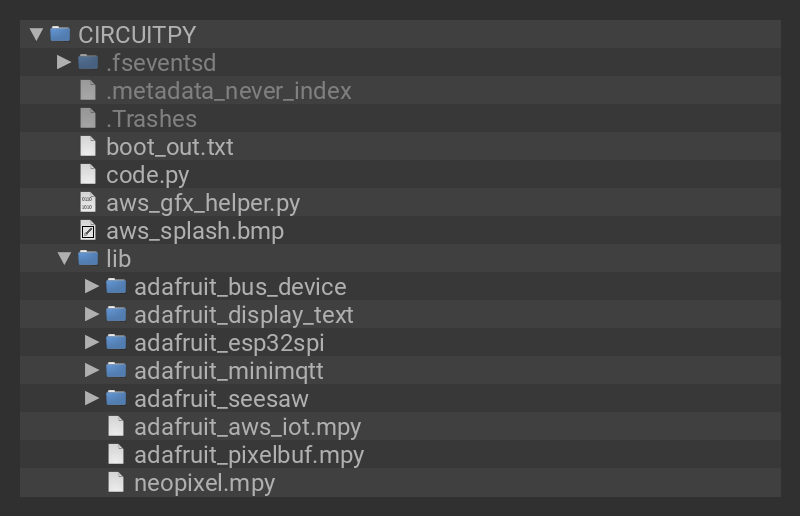 CIRCUITPY
.fseventsd
.metadata_never_index
.Trashes
boot_out.txt
code.py
aws_gfx_helper.py
aws_splash.bmp
lib
adafruit_bus_device
adafruit_display_text
adafruit_esp32spi
adafruit_minimqtt
adafruit_seesaw
adafruit_aws_iot.mpy
adafruit_pixelbuf.mpy
neopixel.mpy